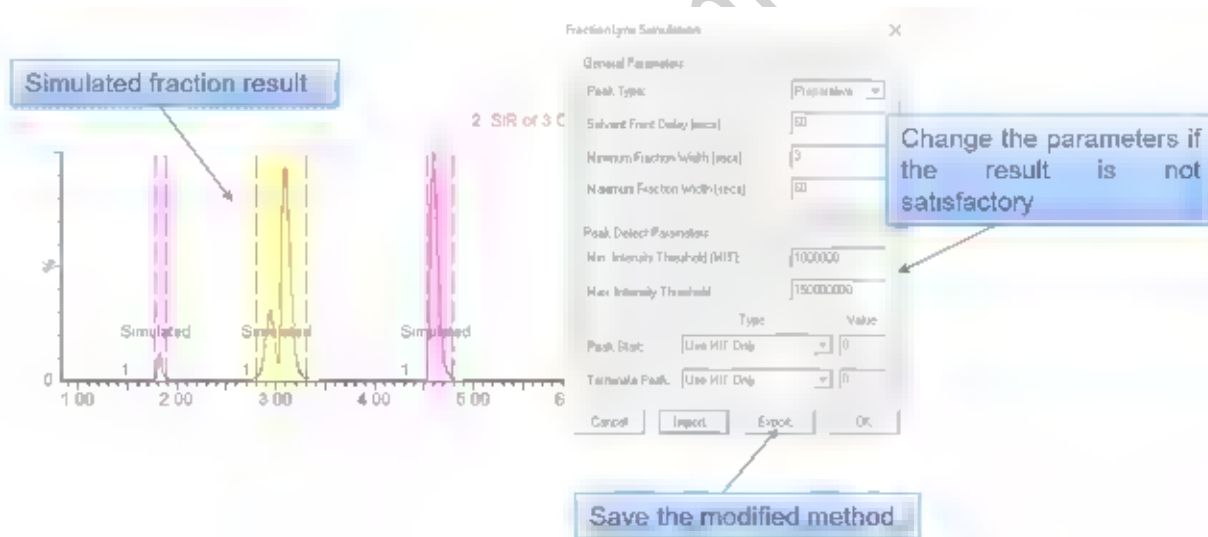 Simulated fraction result
2 SIR of 3 C
%
Simulated
Simulated
Simulated
1
1
1
0
1.00 2.00 3.00 4.00 5.00 6
FractionLynx Simulation
General Parameters
Peak Type: Preparative
Solvent Front Delay (secs) 60
Minimum Fraction Width (secs)
Maximum Fraction Width (secs) 60
Peak Detect Parameters
Min. Intensity Threshold (MIT): 1000000
Max Intensity Threshold 150000000
Type Value
Peak Start: Use MIT Only 0
Terminate Peak: Use MIT Only 0
Cancel Import Export OK
Change the parameters if
the result is not
satisfactory
Save the modified method